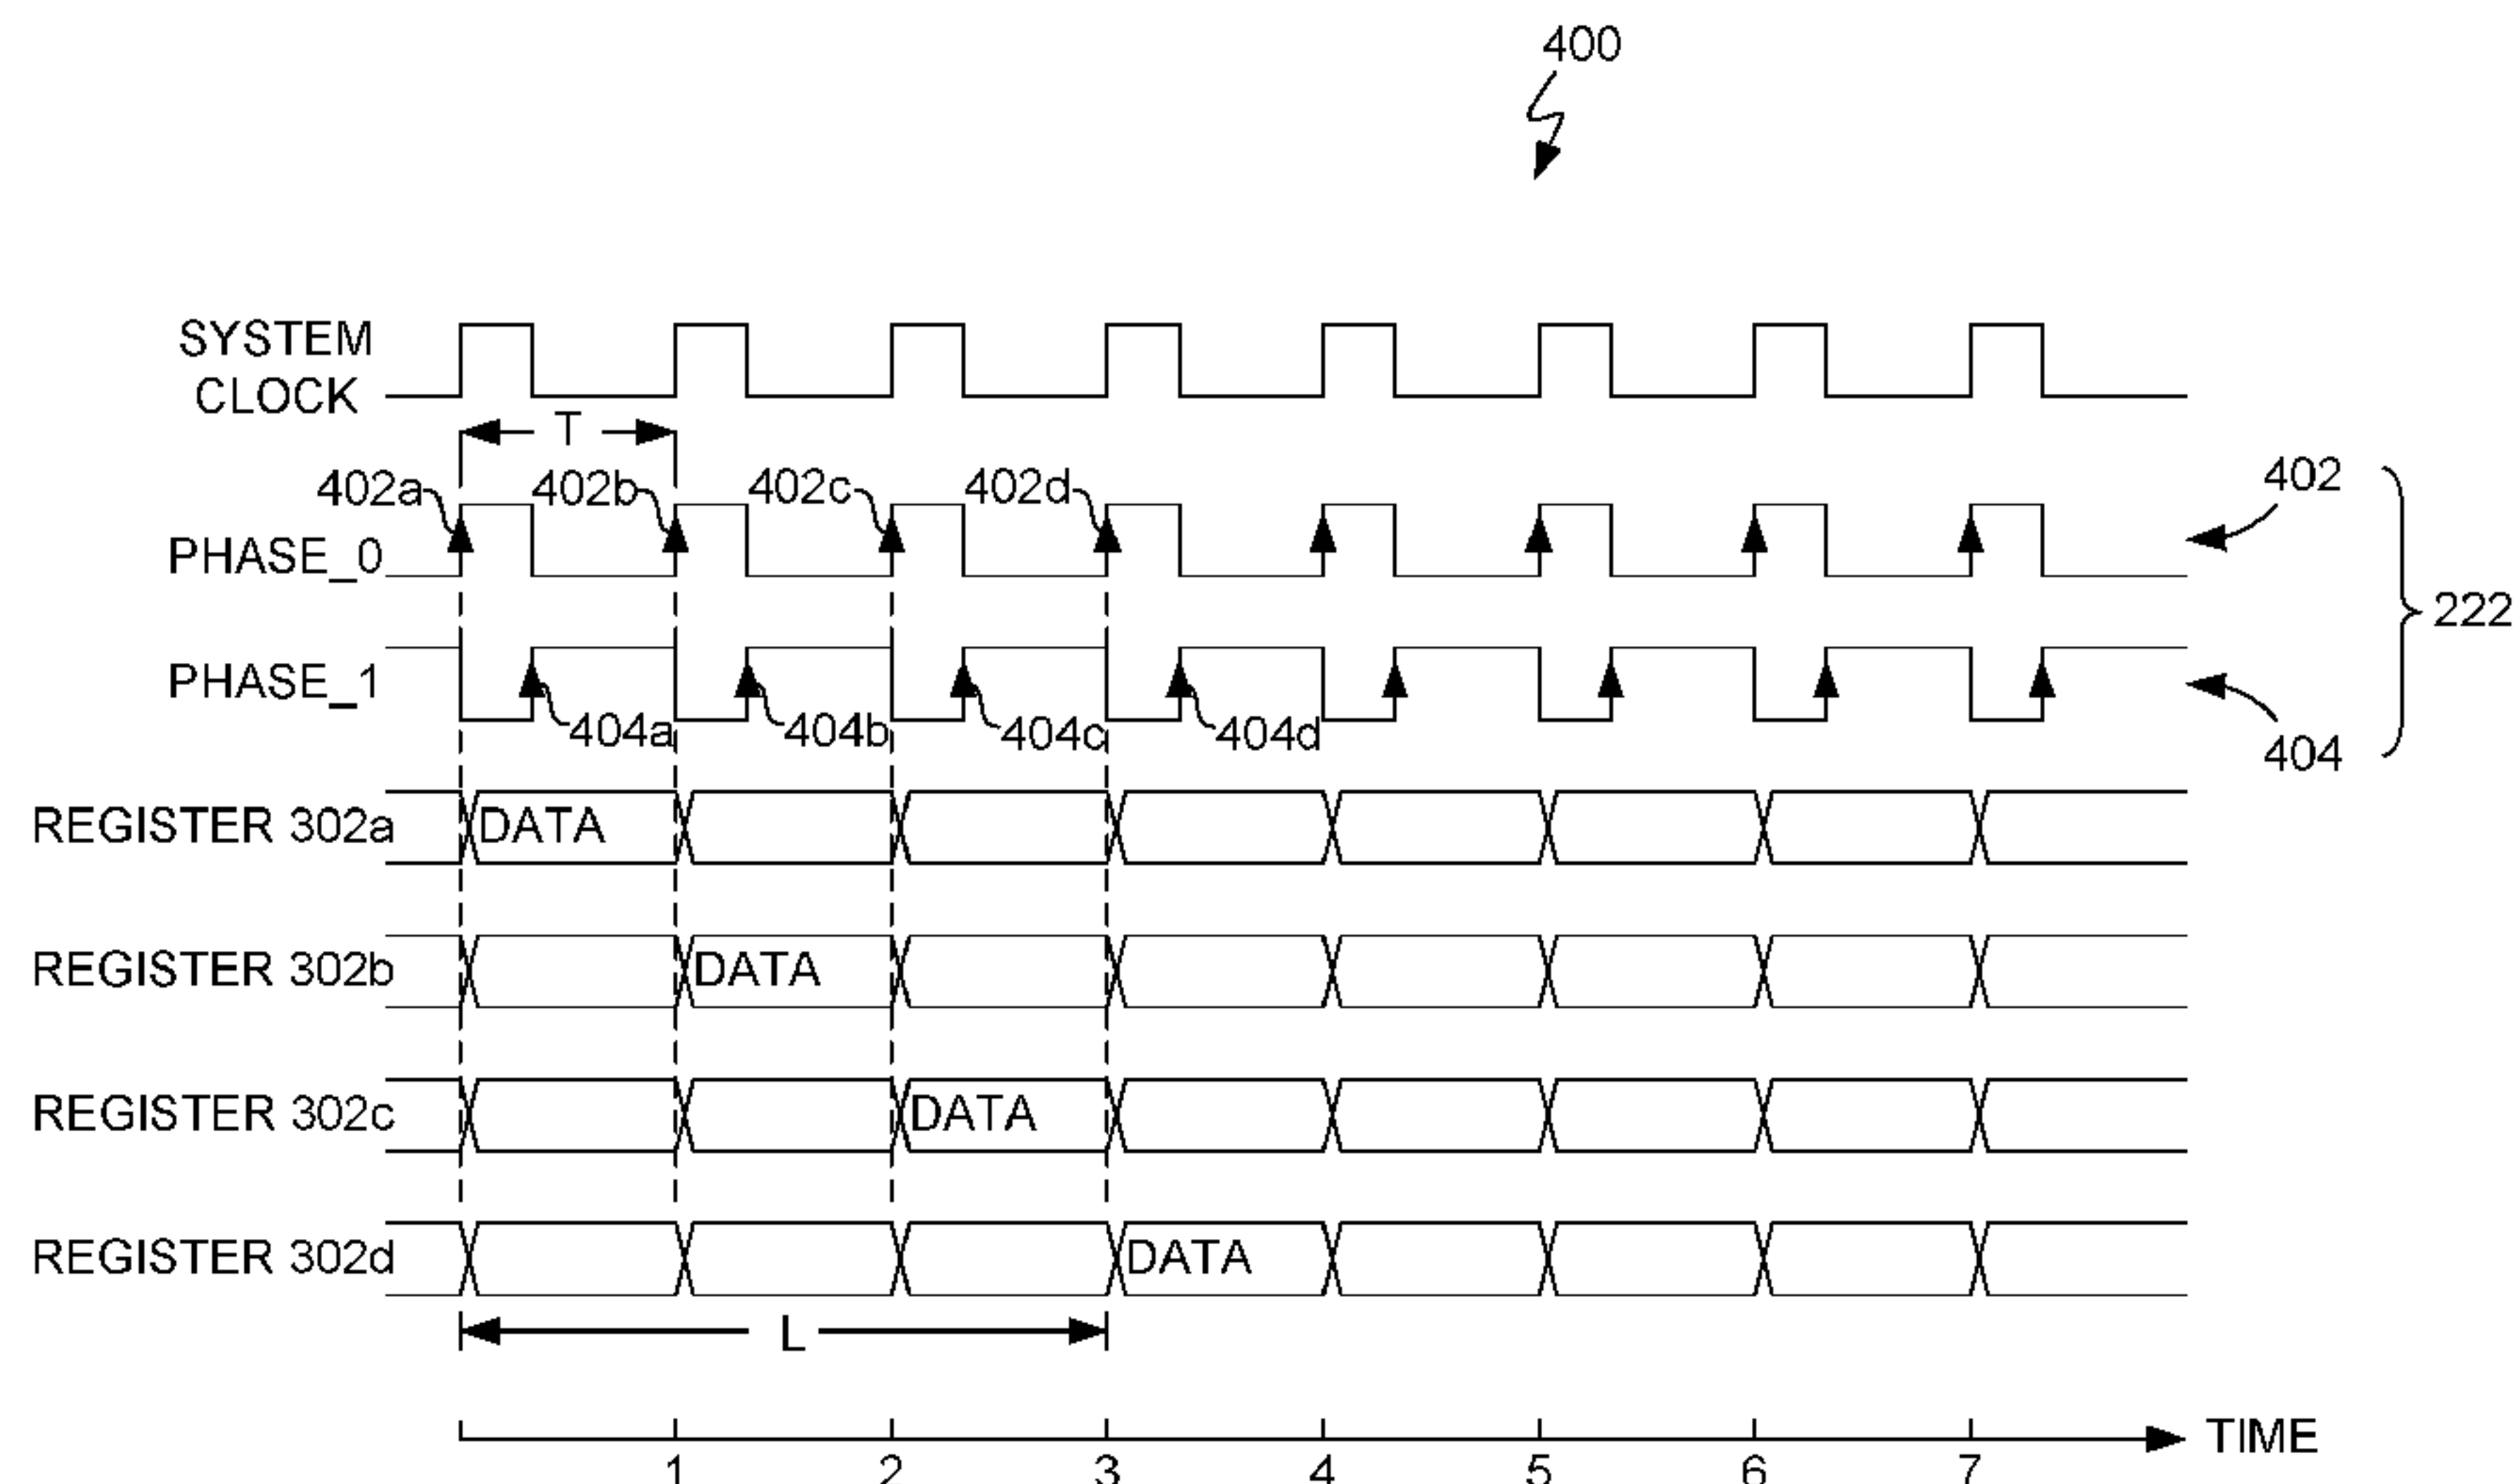 400
SYSTEM
CLOCK
T
402a 402b 402c 402d 402
PHASE_0
222
PHASE_1
404a 404b 404c 404d 404
REGISTER 302a DATA
REGISTER 302b DATA
REGISTER 302c DATA
REGISTER 302d DATA
L
TIME
1 2 3 4 5 6 7